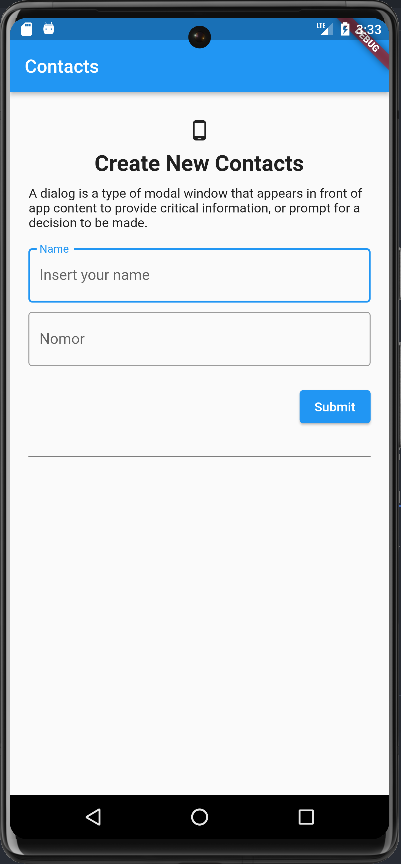 LTE
3:33
DEBUG
Contacts
Create New Contacts
A dialog is a type of modal window that appears in front of
app content to provide critical information, or prompt for a
decision to be made.
Name
Insert your name
Nomor
Submit